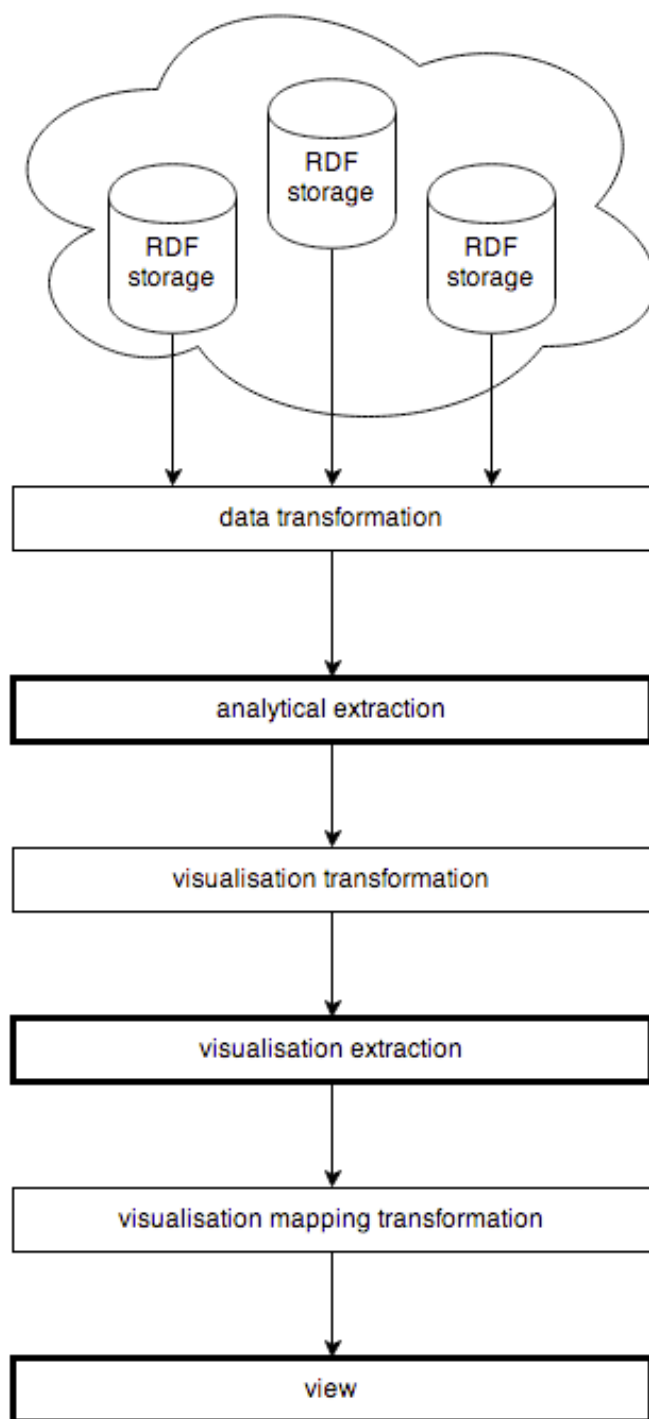 RDF
storage
RDF
storage
RDF
storage
data transformation
analytical extraction
visualisation transformation
visualisation extraction
visualisation mapping transformation
view